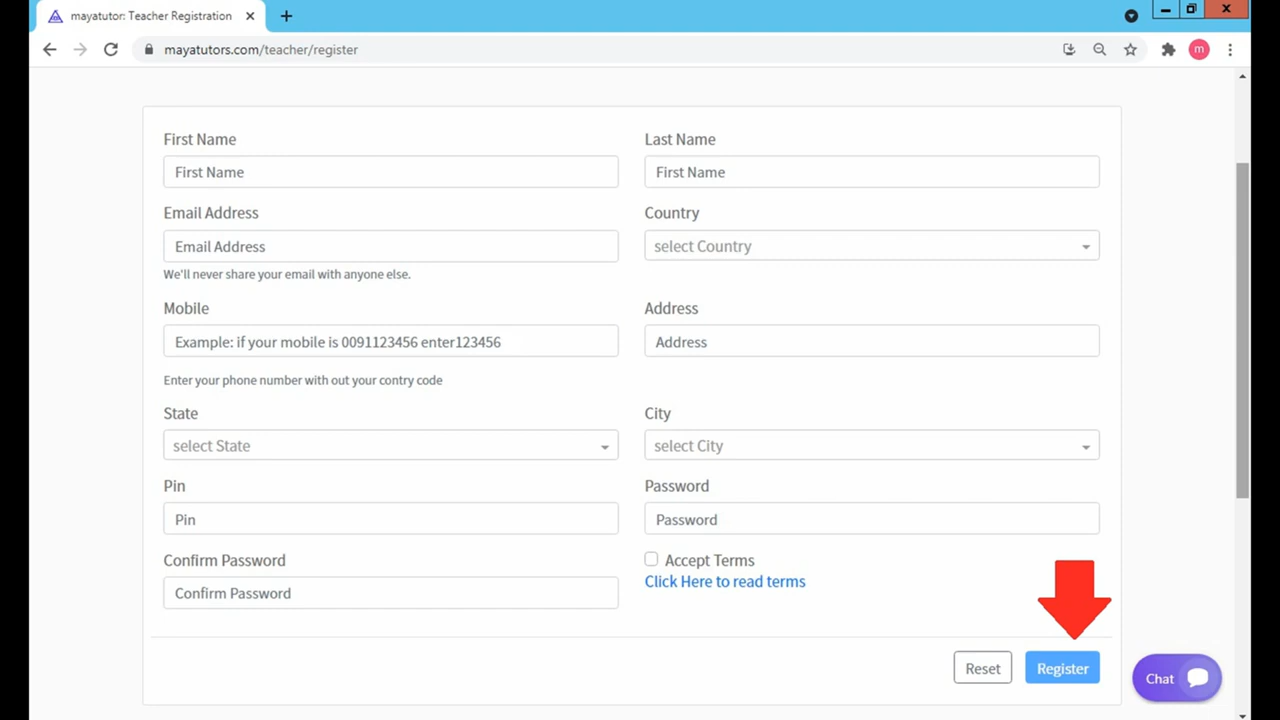 mayatutor: Teacher Registration
mayatutors.com/teacher/register
m
First Name
Last Name
First Name
First Name
Email Address
Country
Email Address
select Country
We'll never share your email with anyone else.
Mobile
Address
Example: if your mobile is 0091123456 enter123456
Address
Enter your phone number with out your contry code
State
City
select State
select City
Pin
Password
Pin
Password
Confirm Password
Accept Terms
Click Here to read terms
Confirm Password
Reset
Register
Chat